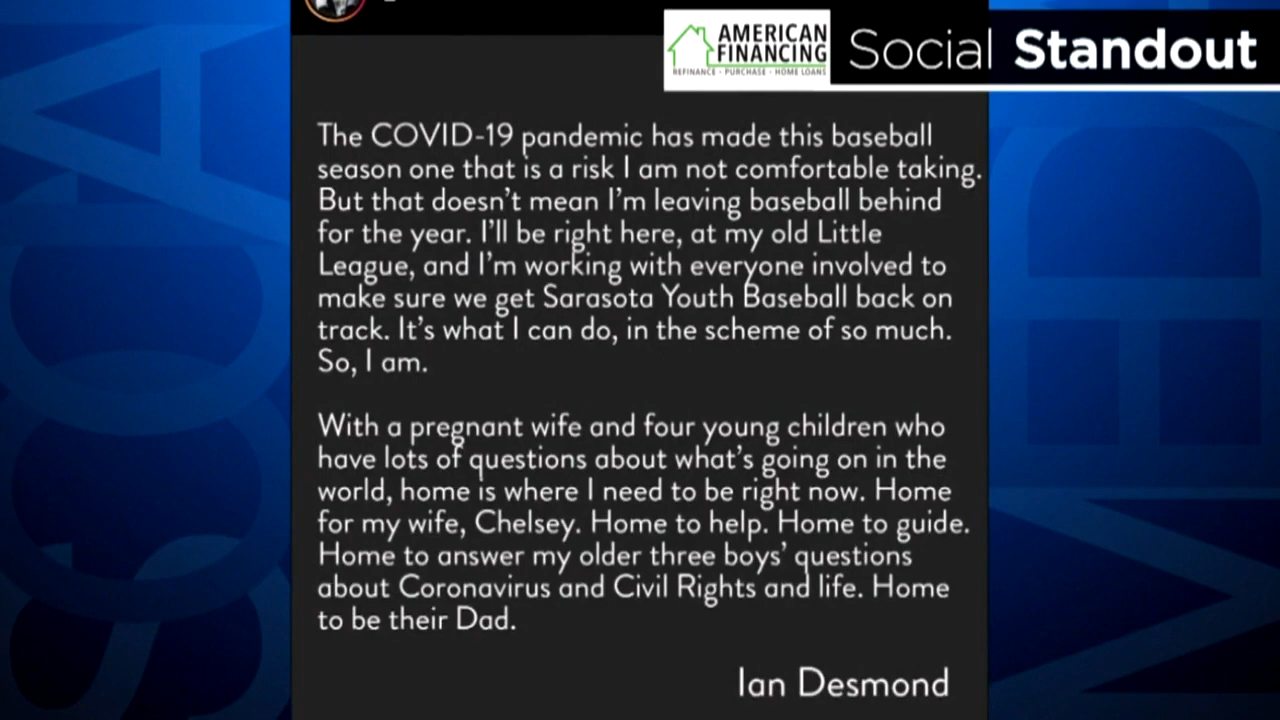 AMERICAN
FINANCING
REFINANCE - PURCHASE - HOME LOANS
Social Standout
The COVID-19 pandemic has made this baseball
season one that is a risk I am not comfortable taking.
But that doesn't mean I'm leaving baseball behind
for the year. I'll be right here, at my old Little
League, and I'm working with everyone involved to
make sure we get Sarasota Youth Baseball back on
track. It's what I can do, in the scheme of so much.
So, I am.
With a pregnant wife and four young children who
have lots of questions about what's going on in the
world, home is where I need to be right now. Home
for my wife, Chelsey. Home to help. Home to guide.
Home to answer my older three boys' questions
about Coronavirus and Civil Rights and life. Home
to be their Dad.
Ian Desmond